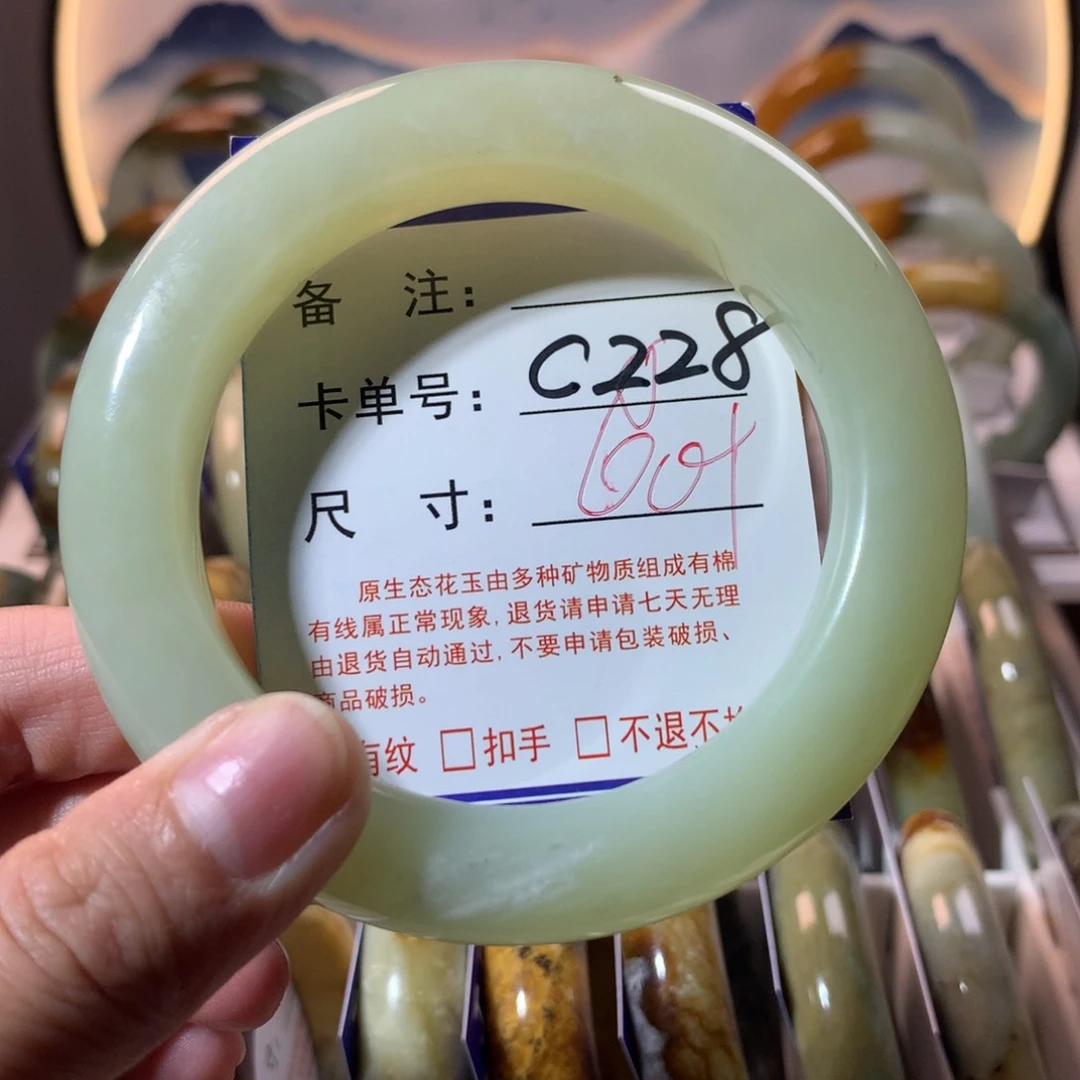 备 注：
卡单号：C228
尺 寸：
原生态花玉由多种矿物质组成有棉
有线属正常现象，退货请申请七天无理
由退货自动通过，不要申请包装破损、
商品破损。
有纹 □扣手 □不退不